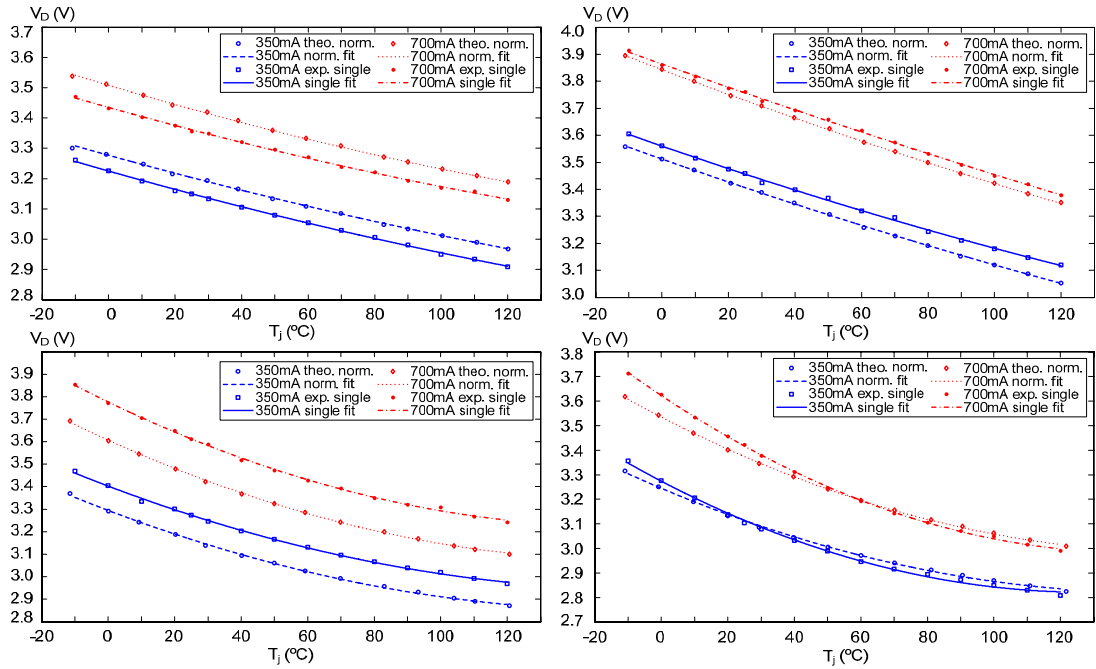 V_D (V)
3.7
3.6
3.5
3.4
3.3
3.2
3.1
3.0
2.9
2.8
350mA theo. norm. 700mA theo. norm.
350mA norm. fit 700mA norm. fit
350mA exp. single 700mA exp. single
350mA single fit 700mA single fit
-20 0 20 40 60 80 100 120
T_j (ºC)
V_D (V)
4.0
3.9
3.8
3.7
3.6
3.5
3.4
3.3
3.2
3.1
3.0
350mA theo. norm. 700mA theo. norm.
350mA norm. fit 700mA norm. fit
350mA exp. single 700mA exp. single
350mA single fit 700mA single fit
-20 0 20 40 60 80 100 120
T_j (ºC)
V_D (V)
3.9
3.8
3.7
3.6
3.5
3.4
3.3
3.2
3.1
3.0
2.9
2.8
350mA theo. norm. 700mA theo. norm.
350mA norm. fit 700mA norm. fit
350mA exp. single 700mA exp. single
350mA single fit 700mA single fit
-20 0 20 40 60 80 100 120
T_j (ºC)
V_D (V)
3.8
3.7
3.6
3.5
3.4
3.3
3.2
3.1
3.0
2.9
2.8
2.7
350mA theo. norm. 700mA theo. norm.
350mA norm. fit 700mA norm. fit
350mA exp. single 700mA exp. single
350mA single fit 700mA single fit
-20 0 20 40 60 80 100 120
T_j (ºC)